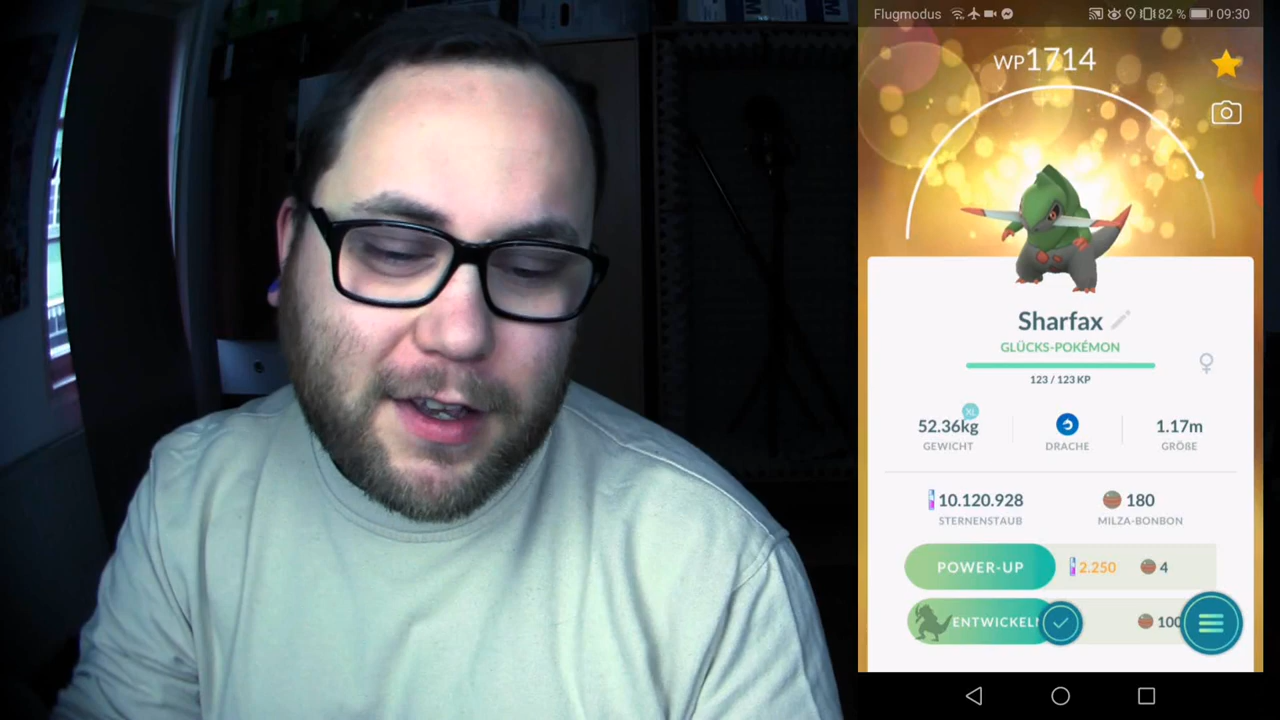 Flugmodus 82 % 09:30
WP1714
Sharfax
GLÜCKS-POKÉMON
123 / 123 KP
XL
52.36kg 1.17m
GEWICHT DRACHE GRÖẞE
10.120.928 180
STERNENSTAUB MILZA-BONBON
POWER-UP 2.250 4
ENTWICKELN 100